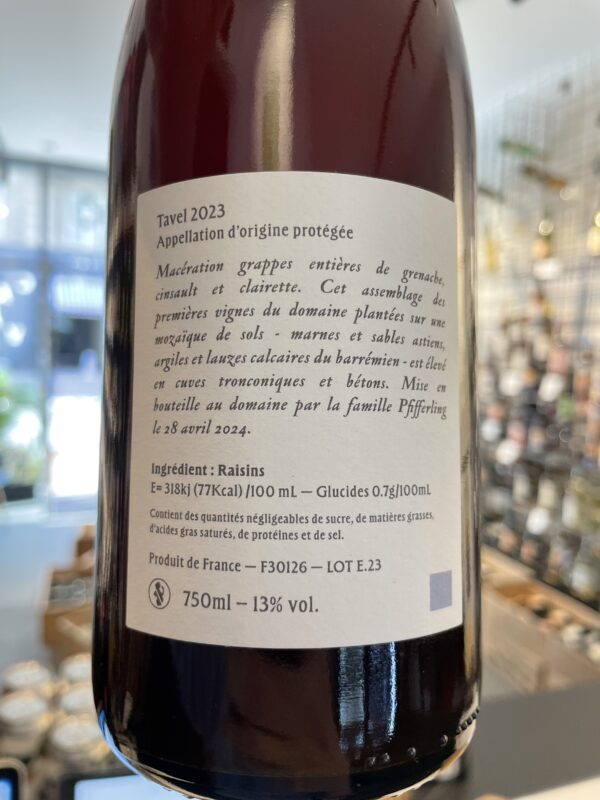 Tavel 2023
Appellation d'origine protégée
Macération grappes entières de grenache,
cinsault et clairette. Cet assemblage des
premières vignes du domaine plantées sur une
mozaïque de sols - marnes et sables astiens,
argiles et lauzes calcaires du barrémien - est élevé
en cuves tronconiques et bétons. Mise en
bouteille au domaine par la famille Pfifferling
le 28 avril 2024.
Ingrédient : Raisins
E= 318kj (77Kcal) /100 mL — Glucides 0.7g/100mL
Contient des quantités négligeables de sucre, de matières grasses,
d'acides gras saturés, de protéines et de sel.
Produit de France — F30126 — LOT E.23
750ml — 13% vol.